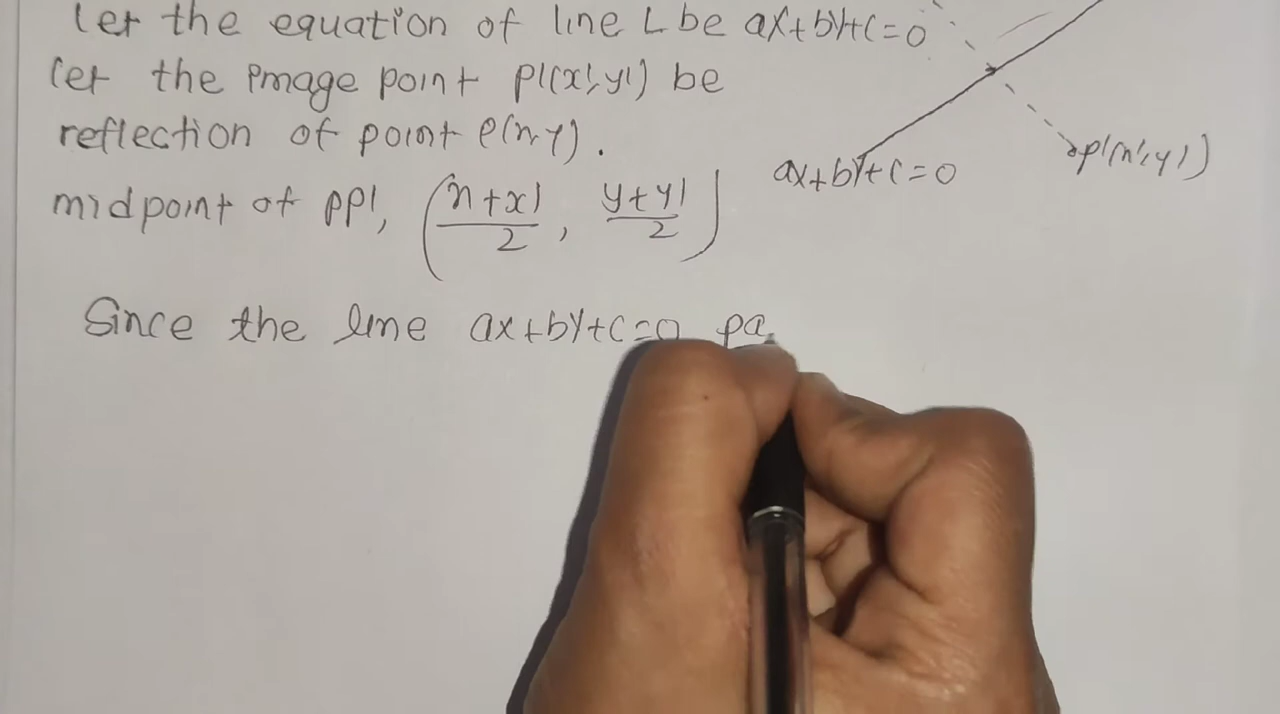 Let the equation of line L be ax+by+c=0
Let the image point P'(x',y') be
reflection of point P(x,y).
ax+by+c=0
P'(x',y')
midpoint of PP', (x+x'/2, y+y'/2)
Since the line ax+by+c=0 pa